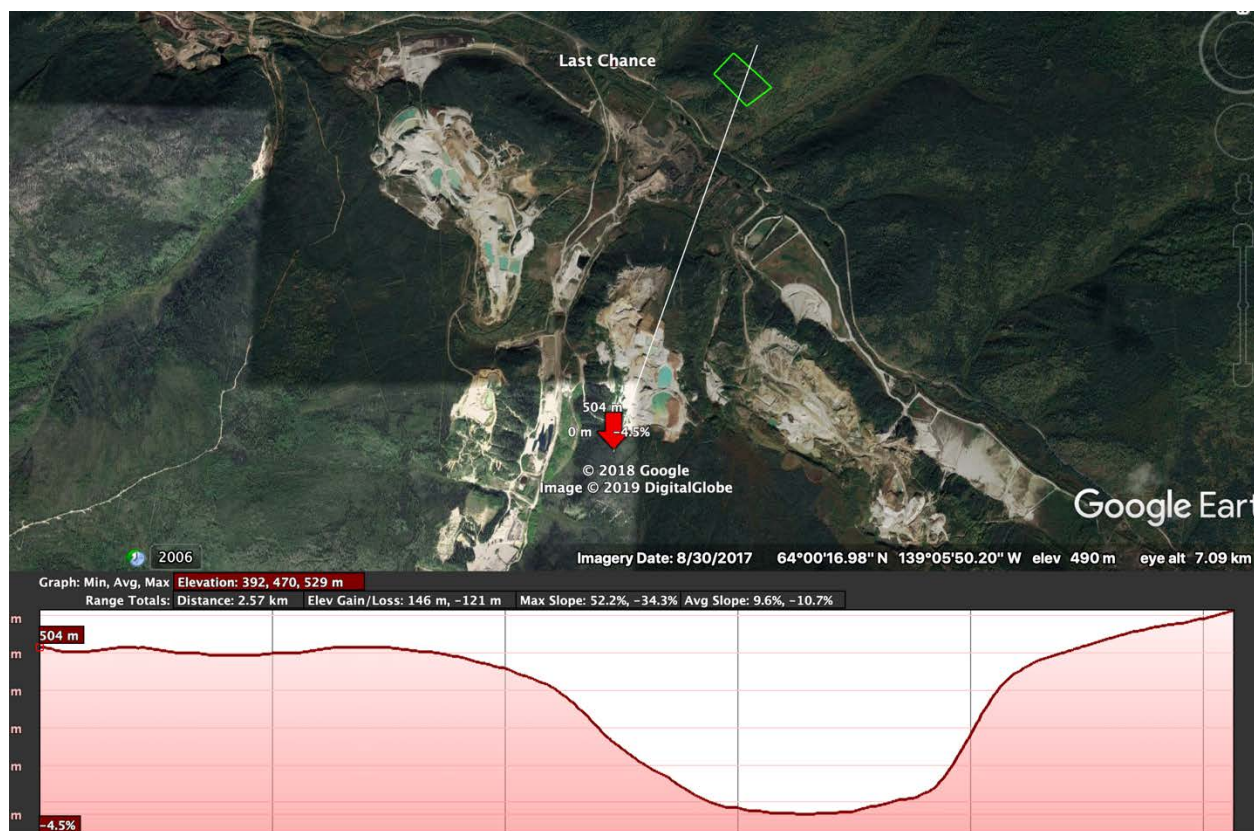 Last Chance
504 m
0 m
-4.5%
© 2018 Google
Image © 2019 DigitalGlobe
Google Eart
2006
Imagery Date: 8/30/2017 64°00'16.98" N 139°05'50.20" W elev 490 m eye alt 7.09 km
Graph: Min, Avg, Max Elevation: 392, 470, 529 m
Range Totals: Distance: 2.57 km Elev Gain/Loss: 146 m, -121 m Max Slope: 52.2%, -34.3% Avg Slope: 9.6%, -10.7%
m
504 m
m
m
m
m
m
-4.5%